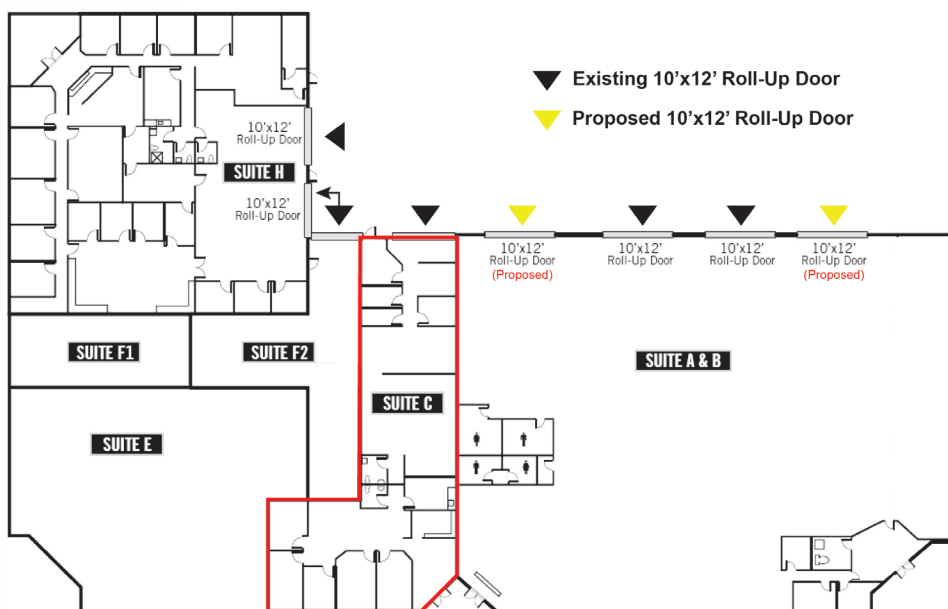 Existing 10'x12' Roll-Up Door
Proposed 10'x12' Roll-Up Door
10'x12'
Roll-Up Door
SUITE H
10'x12'
Roll-Up Door
10'x12'
Roll-Up Door
(Proposed)
10'x12'
Roll-Up Door
10'x12'
Roll-Up Door
10'x12'
Roll-Up Door
(Proposed)
SUITE F1
SUITE F2
SUITE A & B
SUITE C
SUITE E